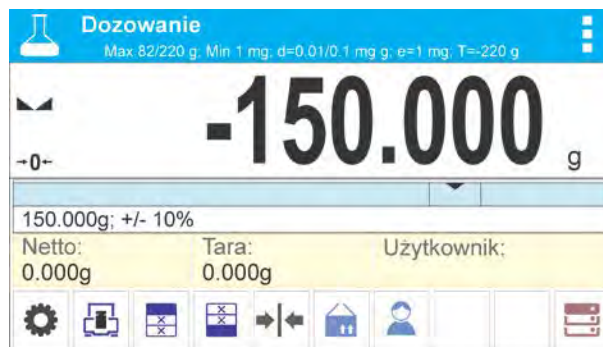 Dozowanie
Max 82/220 g; Min 1 mg; d=0.01/0.1 mg g; e=1 mg; T=-220 g
-150.000 g
→0←
150.000g; +/- 10%
Netto: Tara: Użytkownik:
0.000g 0.000g